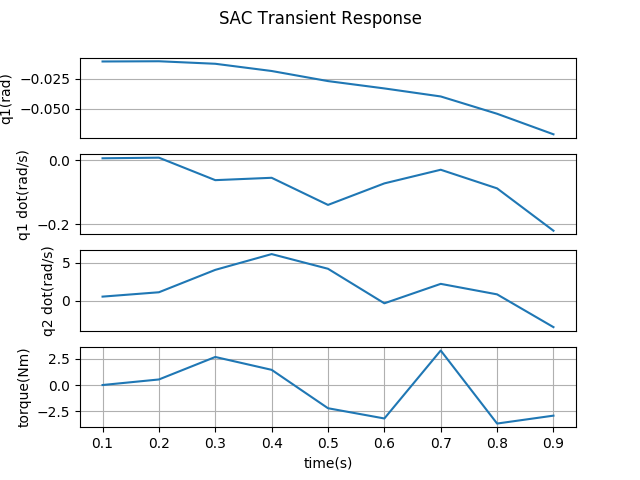 SAC Transient Response
q1(rad)
−0.025
−0.050
q1 dot(rad/s)
0.0
−0.2
q2 dot(rad/s)
5
0
torque(Nm)
2.5
0.0
−2.5
0.1 0.2 0.3 0.4 0.5 0.6 0.7 0.8 0.9
time(s)